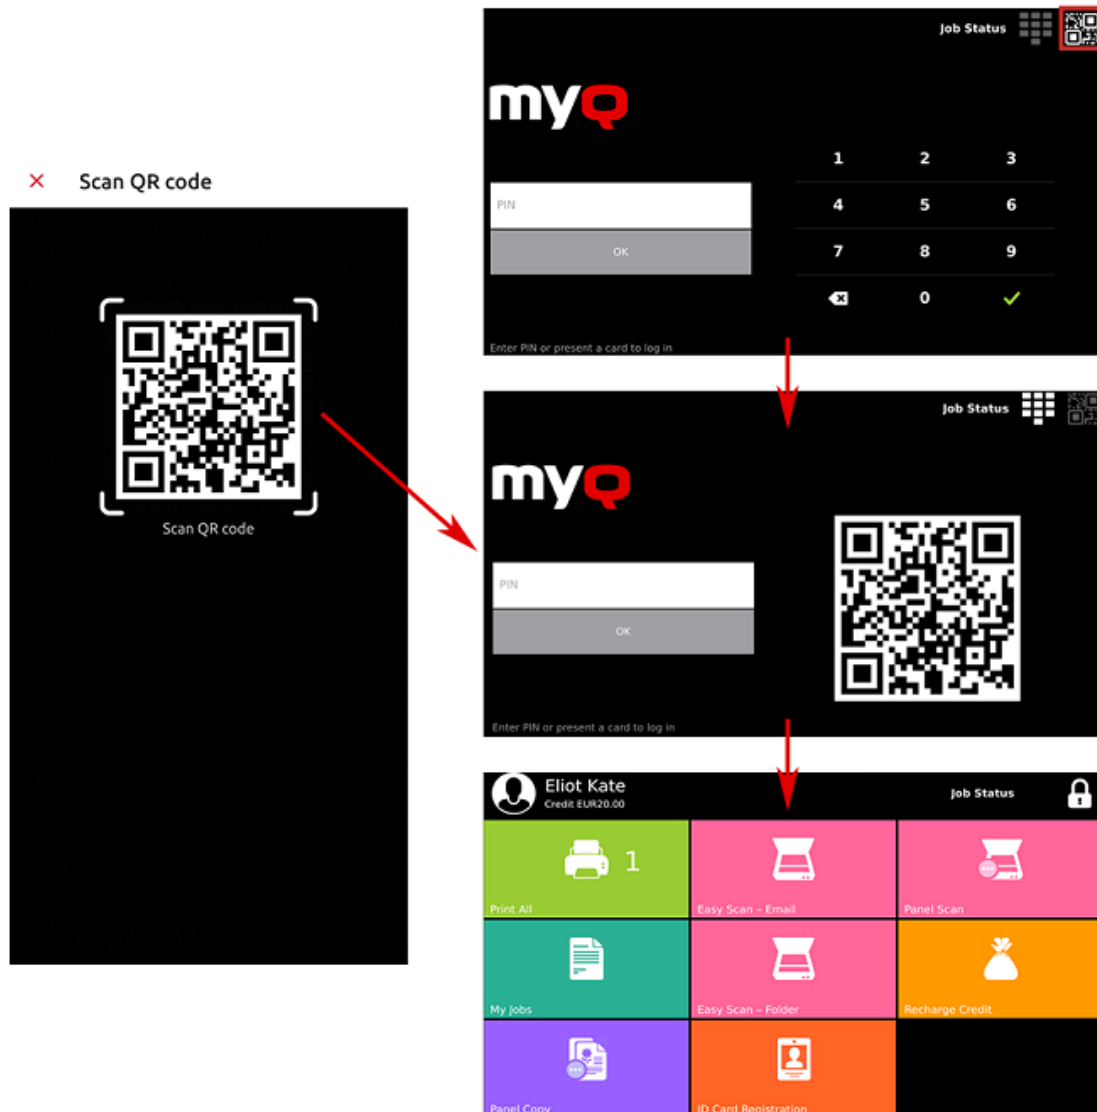 Scan QR code
Scan QR code
Job Status
myQ
1 2 3
PIN
4 5 6
OK
7 8 9
0
Enter PIN or present a card to log in
Job Status
myQ
PIN
OK
Enter PIN or present a card to log in
Eliot Kate
Credit EUR20.00
Job Status
1
Print All
Easy Scan – Email
Panel Scan
My Jobs
Easy Scan – Folder
Recharge Credit
Panel Copy
ID Card Registration